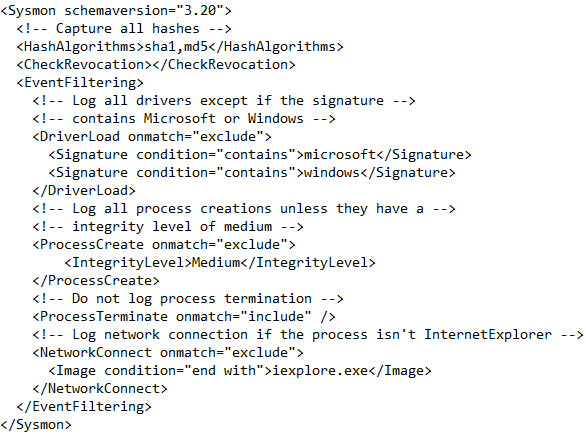 <Sysmon schemaversion="3.20">
  <!-- Capture all hashes -->
  <HashAlgorithms>sha1,md5</HashAlgorithms>
  <CheckRevocation></CheckRevocation>
  <EventFiltering>
    <!-- Log all drivers except if the signature -->
    <!-- contains Microsoft or Windows -->
    <DriverLoad onmatch="exclude">
      <Signature condition="contains">microsoft</Signature>
      <Signature condition="contains">windows</Signature>
    </DriverLoad>
    <!-- Log all process creations unless they have a -->
    <!-- integrity level of medium -->
    <ProcessCreate onmatch="exclude">
        <IntegrityLevel>Medium</IntegrityLevel>
    </ProcessCreate>
    <!-- Do not log process termination -->
    <ProcessTerminate onmatch="include" />
    <!-- Log network connection if the process isn't InternetExplorer -->
    <NetworkConnect onmatch="exclude">
      <Image condition="end with">iexplore.exe</Image>
    </NetworkConnect>
  </EventFiltering>
</Sysmon>